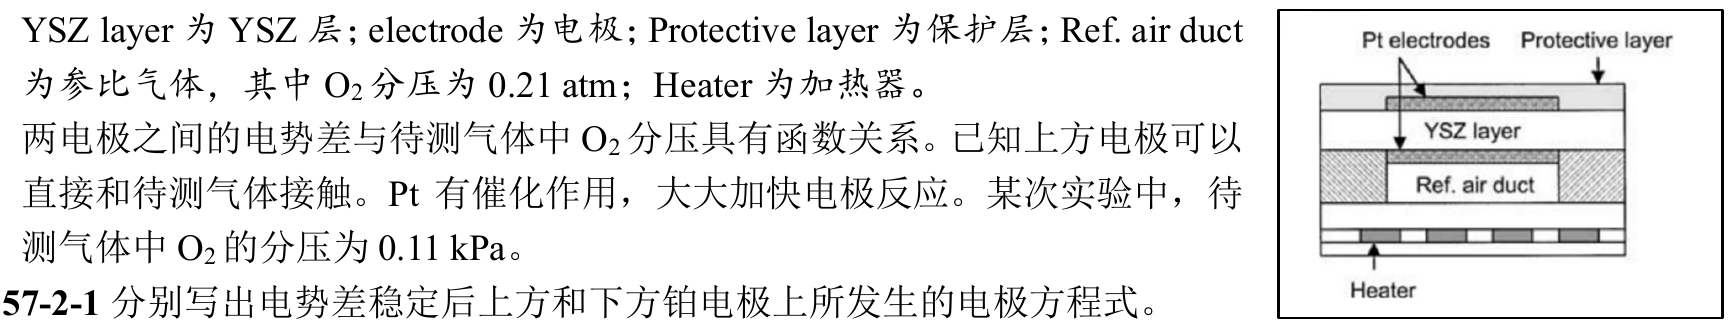 YSZ layer 为 YSZ 层; electrode 为电极; Protective layer 为保护层; Ref. air duct
为参比气体，其中 O₂ 分压为 0.21 atm；Heater 为加热器。
两电极之间的电势差与待测气体中 O₂ 分压具有函数关系。已知上方电极可以
直接和待测气体接触。Pt 有催化作用，大大加快电极反应。某次实验中，待
测气体中 O₂ 的分压为 0.11 kPa。
57-2-1 分别写出电势差稳定后上方和下方铂电极上所发生的电极方程式。
Pt electrodes Protective layer
YSZ layer
Ref. air duct
Heater